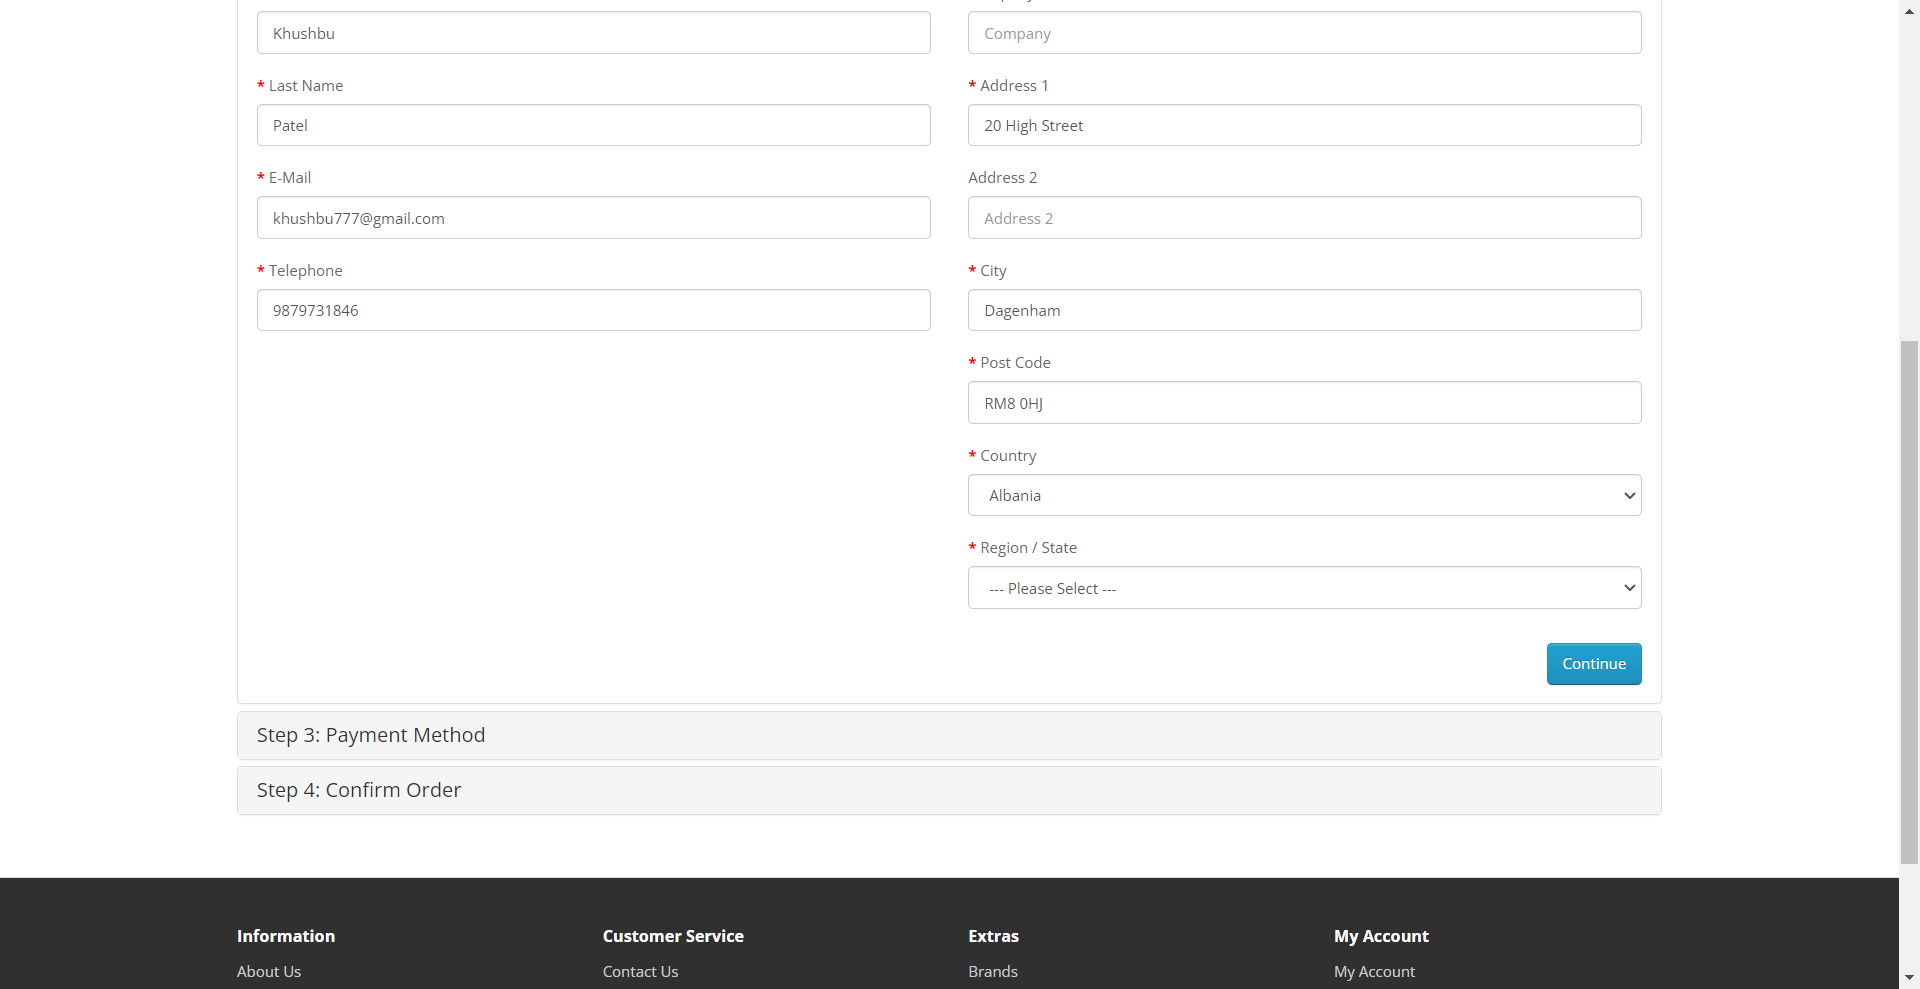 Khushbu
* Last Name
Patel
* E-Mail
khushbu777@gmail.com
* Telephone
9879731846
Company
* Address 1
20 High Street
Address 2
Address 2
* City
Dagenham
* Post Code
RM8 0HJ
* Country
Albania
* Region / State
--- Please Select ---
Continue
Step 3: Payment Method
Step 4: Confirm Order
Information
About Us
Customer Service
Contact Us
Extras
Brands
My Account
My Account